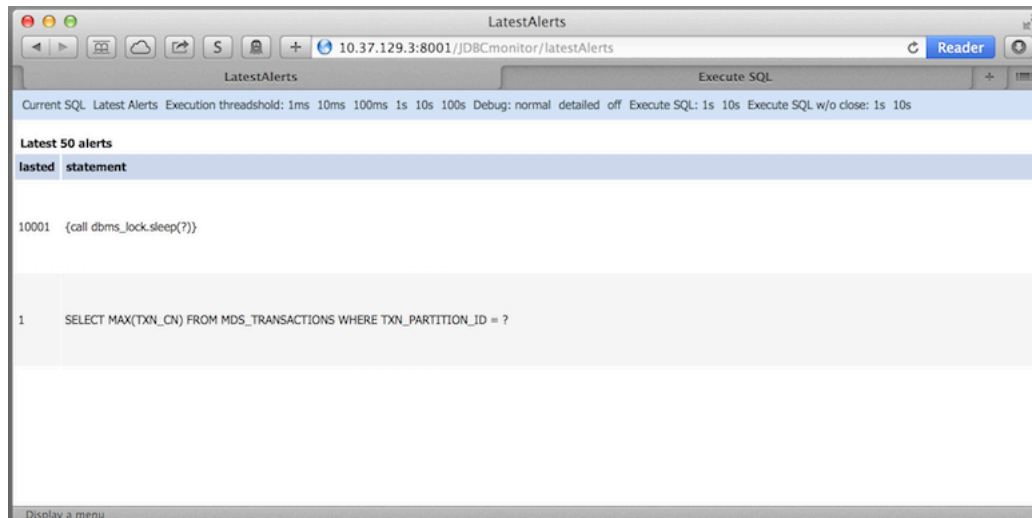 LatestAlerts
S
10.37.129.3:8001/JDBCmonitor/latestAlerts
Reader
LatestAlerts Execute SQL
Current SQL Latest Alerts Execution threadshold: 1ms 10ms 100ms 1s 10s 100s Debug: normal detailed off Execute SQL: 1s 10s Execute SQL w/o close: 1s 10s
Latest 50 alerts
lasted statement
10001 {call dbms_lock.sleep(?)}
1 SELECT MAX(TXN_CN) FROM MDS_TRANSACTIONS WHERE TXN_PARTITION_ID = ?
Display a menu